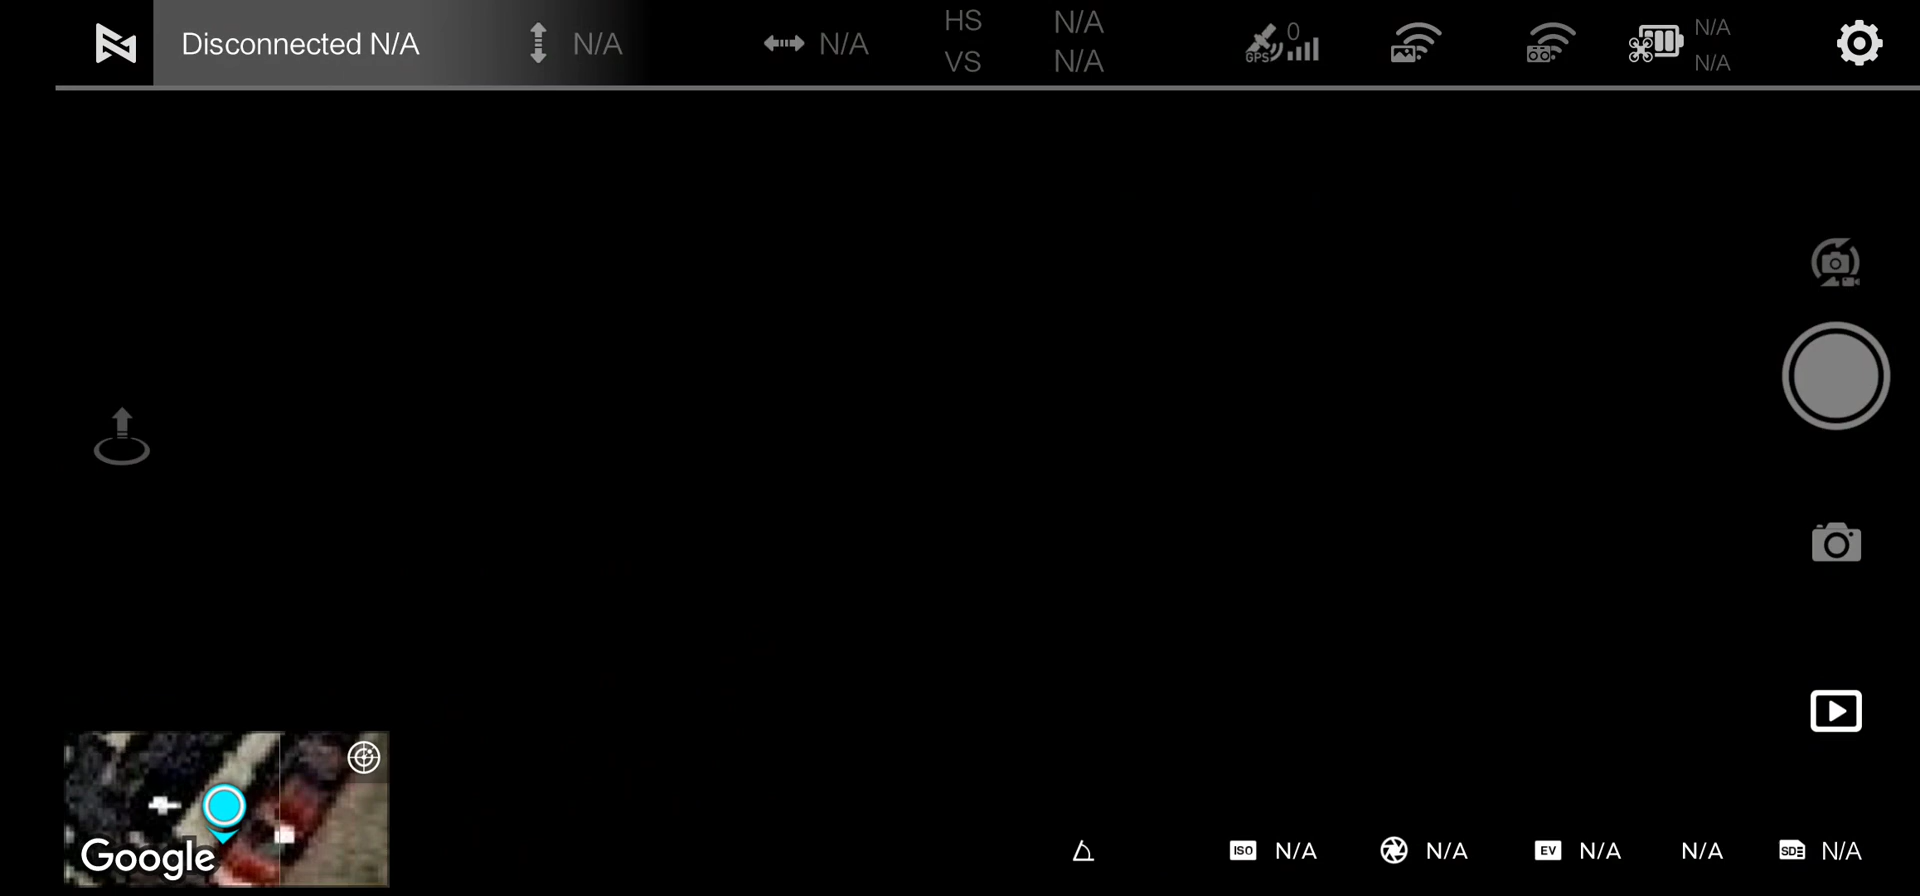 Disconnected N/A
N/A
N/A
HS N/A
VS N/A
GPS 0
N/A
N/A
Google
ISO N/A
N/A
EV N/A
N/A
SD N/A